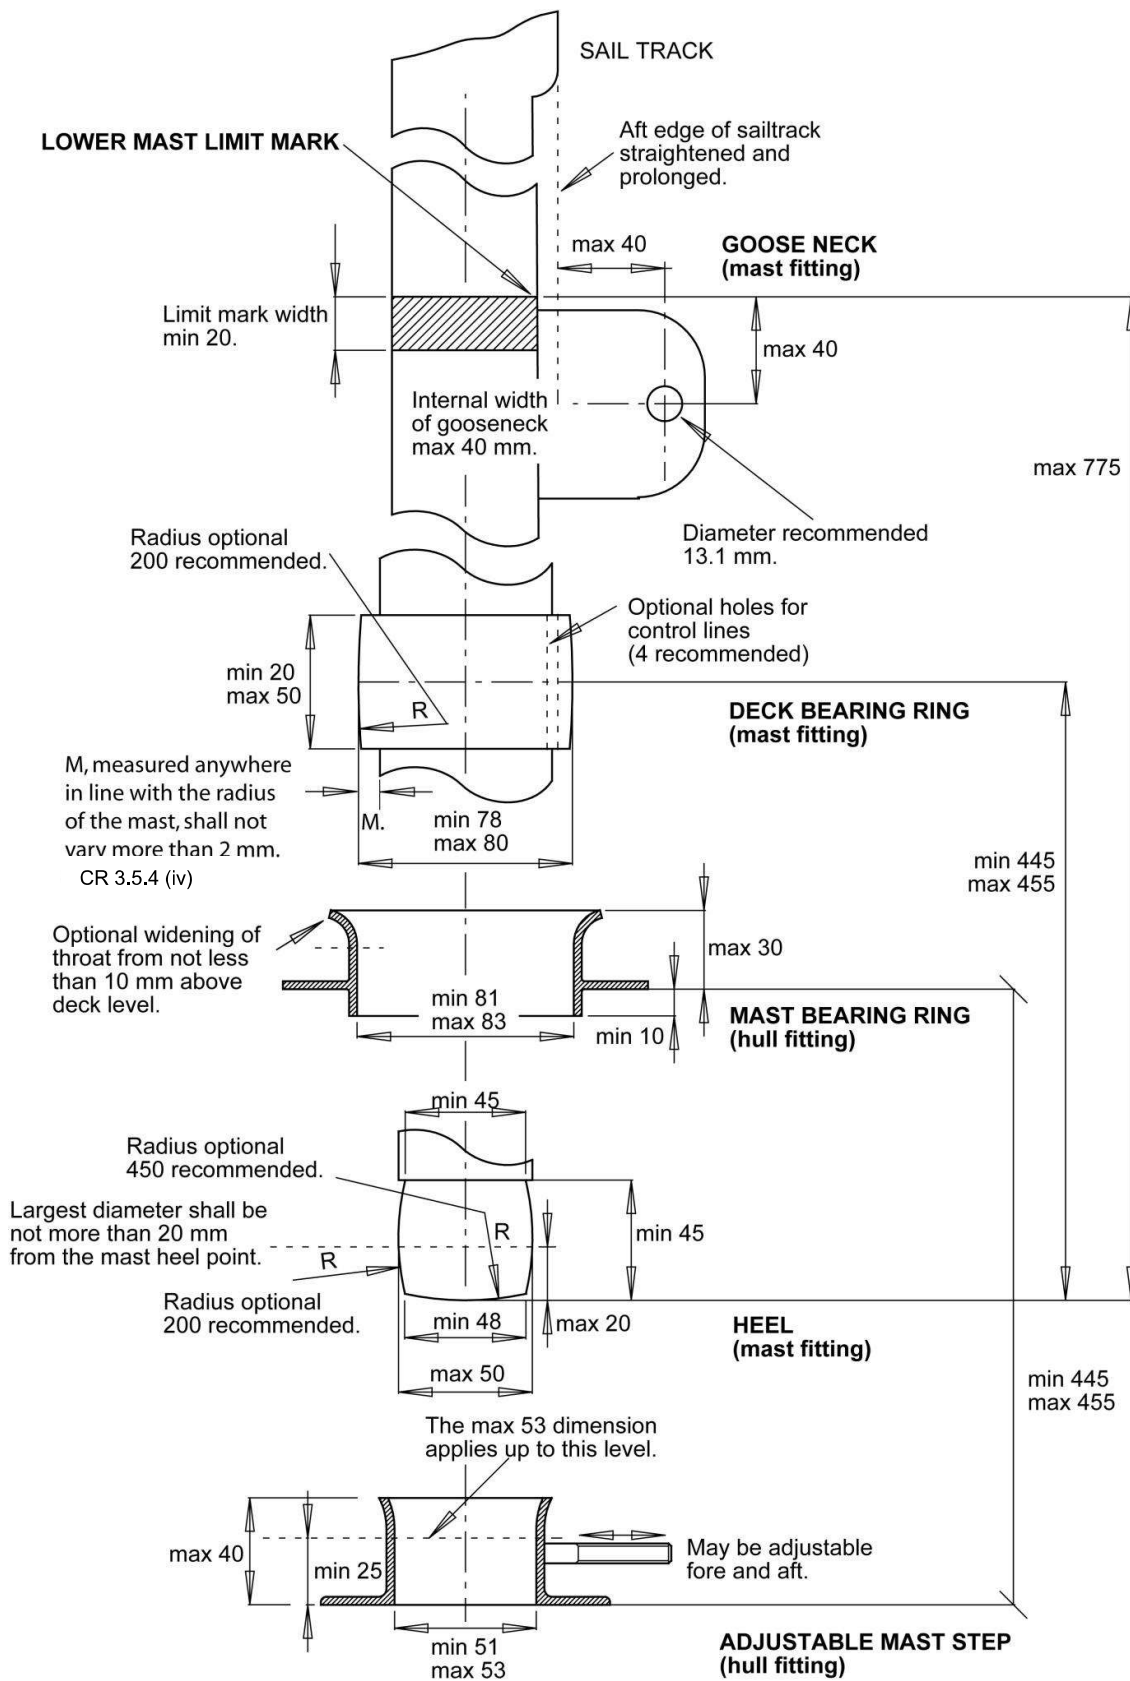 SAIL TRACK
LOWER MAST LIMIT MARK
Aft edge of sailtrack
straightened and
prolonged.
max 40
GOOSE NECK
(mast fitting)
Limit mark width
min 20.
max 40
Internal width
of gooseneck
max 40 mm.
max 775
Radius optional
200 recommended.
Diameter recommended
13.1 mm.
Optional holes for
control lines
(4 recommended)
min 20
max 50
R
DECK BEARING RING
(mast fitting)
M, measured anywhere
in line with the radius
of the mast, shall not
vary more than 2 mm.
CR 3.5.4 (iv)
M.
min 78
max 80
min 445
max 455
Optional widening of
throat from not less
than 10 mm above
deck level.
max 30
min 81
max 83
min 10
MAST BEARING RING
(hull fitting)
min 45
Radius optional
450 recommended.
Largest diameter shall be
not more than 20 mm
from the mast heel point.
R
R
min 45
Radius optional
200 recommended.
min 48
max 20
HEEL
(mast fitting)
max 50
min 445
max 455
The max 53 dimension
applies up to this level.
max 40
min 25
May be adjustable
fore and aft.
min 51
max 53
ADJUSTABLE MAST STEP
(hull fitting)